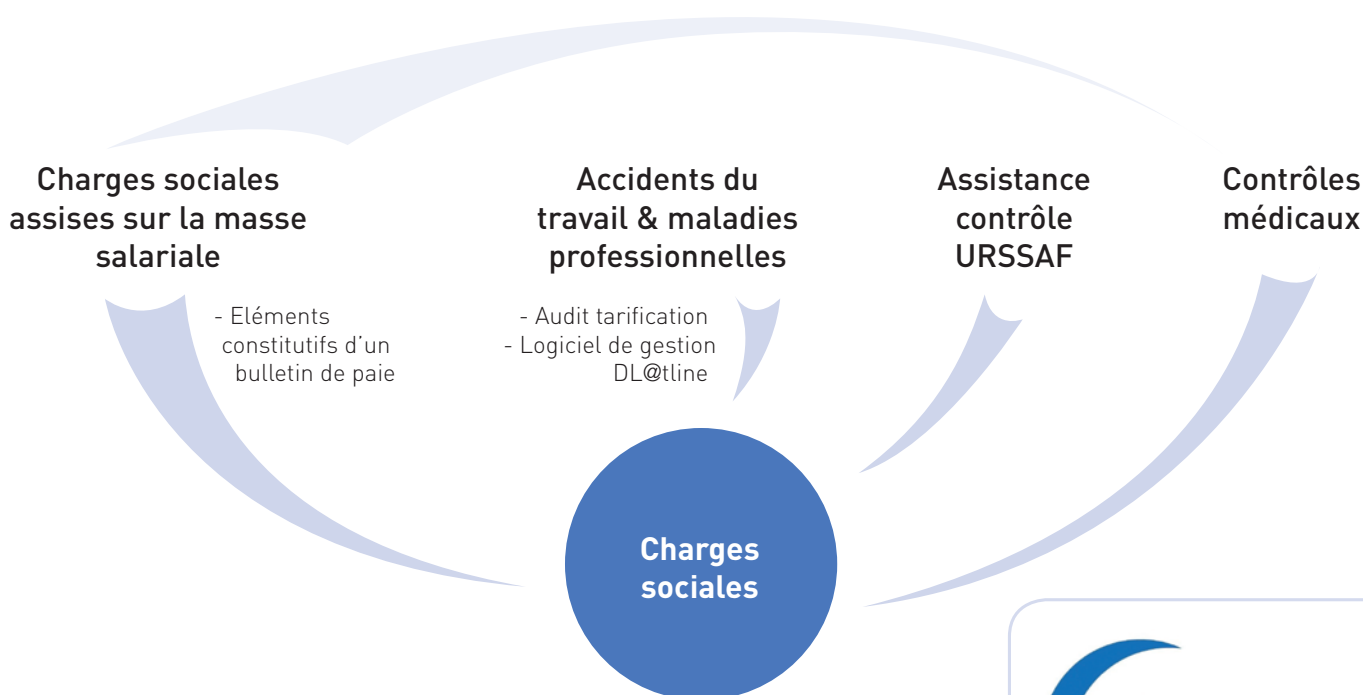 Charges sociales
assises sur la masse
salariale
- Eléments
constitutifs d'un
bulletin de paie
Accidents du
travail & maladies
professionnelles
- Audit tarification
- Logiciel de gestion
DL@tline
Assistance
contrôle
URSSAF
Contrôles
médicaux
Charges
sociales